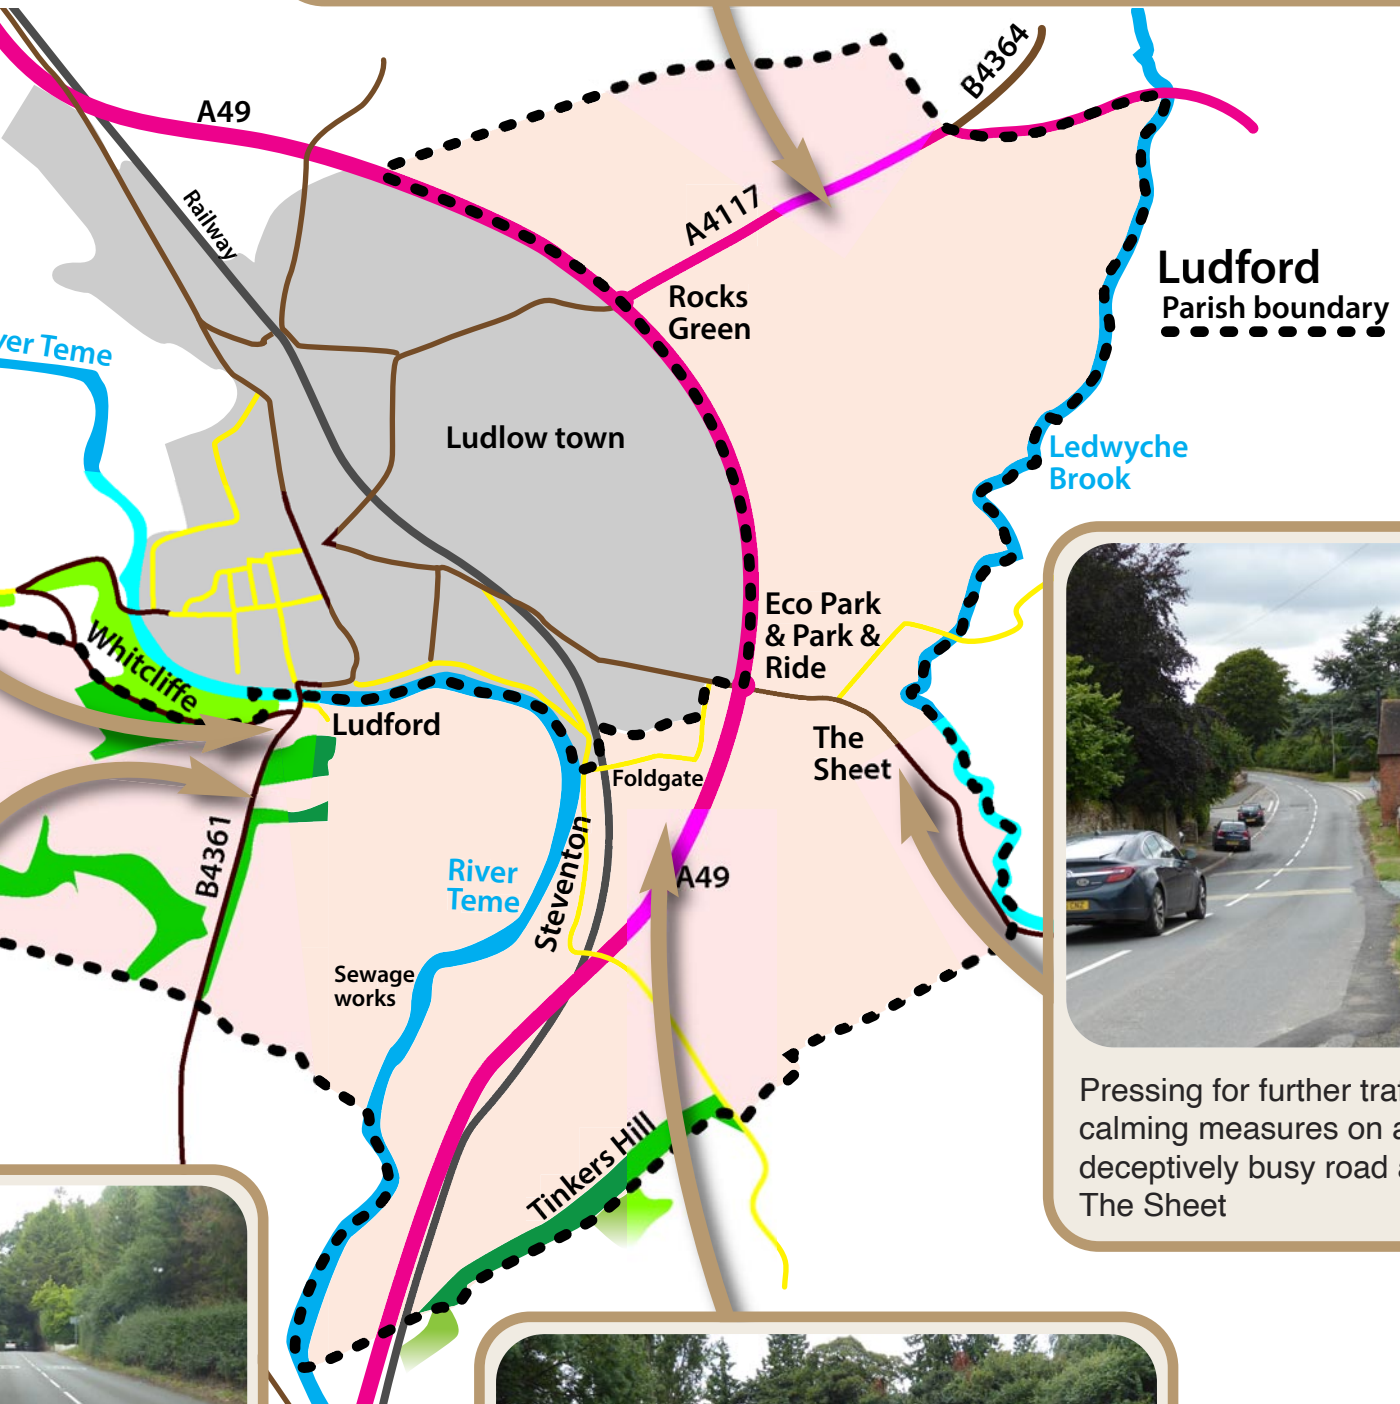 A49
B4364
Railway
A4117
Ludford
Parish boundary
Rocks
Green
Teme
Ludlow town
Ledwyche
Brook
Eco Park
& Park &
Ride
Whitcliffe
Ludford
The
Sheet
Foldgate
B4361
River
Teme
Steventon
A49
Sewage
works
Tinkers Hill
Pressing for further
calming measures on
deceptively busy road
The Sheet